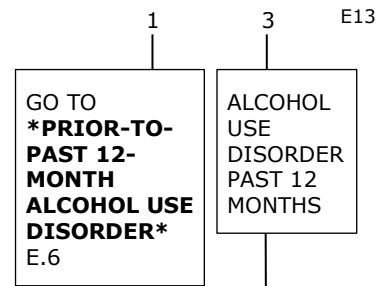 1 3 E13
GO TO
*PRIOR-TO-
PAST 12-
MONTH
ALCOHOL USE
DISORDER*
E.6
ALCOHOL
USE
DISORDER
PAST 12
MONTHS